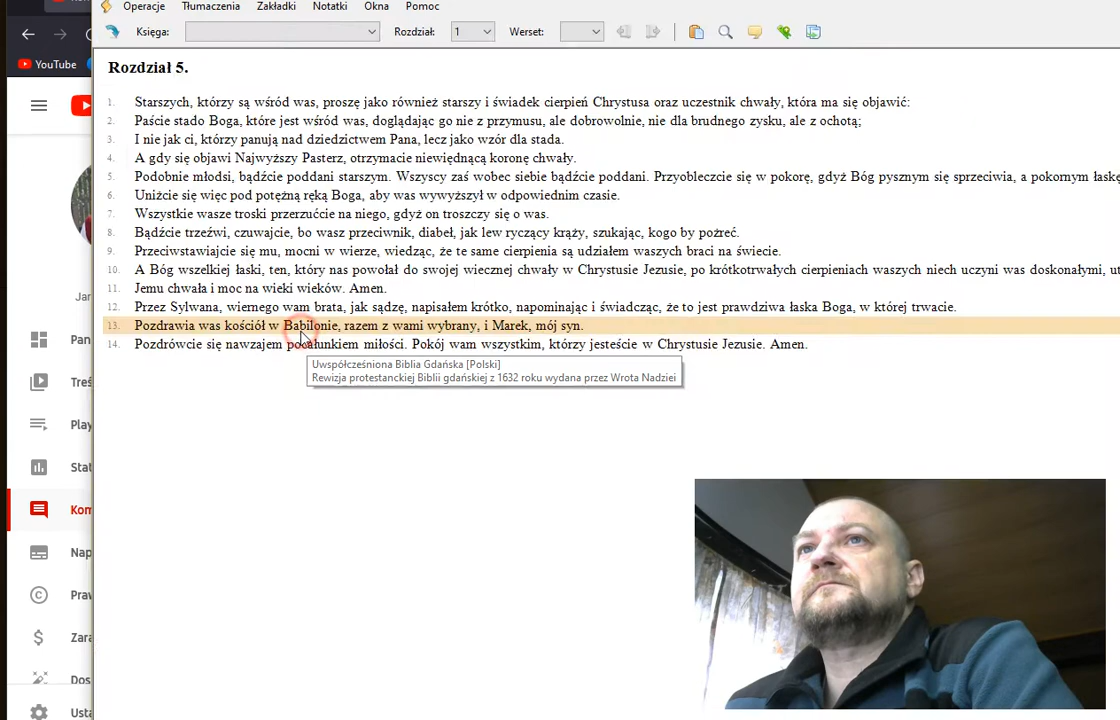 Operacje Tłumaczenia Zakładki Notatki Okna Pomoc
Księga: Rozdział: 1 Werset:
YouTube
Rozdział 5.
1. Starszych, którzy są wśród was, proszę jako również starszy i świadek cierpień Chrystusa oraz uczestnik chwały, która ma się objawić:
2. Paście stado Boga, które jest wśród was, doglądając go nie z przymusu, ale dobrowolnie, nie dla brudnego zysku, ale z ochotą;
3. I nie jak ci, którzy panują nad dziedzictwem Pana, lecz jako wzór dla stada.
4. A gdy się objawi Najwyższy Pasterz, otrzymacie niewiędnącą koronę chwały.
5. Podobnie młodsi, bądźcie poddani starszym. Wszyscy zaś wobec siebie bądźcie poddani. Przyobleczcie się w pokorę, gdyż Bóg pysznym się sprzeciwia, a pokornym łaskę
6. Uniżcie się więc pod potężną ręką Boga, aby was wywyższył w odpowiednim czasie.
7. Wszystkie wasze troski przerzućcie na niego, gdyż on troszczy się o was.
8. Bądźcie trzeźwi, czuwajcie, bo wasz przeciwnik, diabeł, jak lew ryczący krąży, szukając, kogo by pożreć.
9. Przeciwstawiajcie się mu, mocni w wierze, wiedząc, że te same cierpienia są udziałem waszych braci na świecie.
10. A Bóg wszelkiej łaski, ten, który nas powołał do swojej wiecznej chwały w Chrystusie Jezusie, po krótkotrwałych cierpieniach waszych niech uczyni was doskonałymi, ut
11. Jemu chwała i moc na wieki wieków. Amen.
12. Przez Sylwana, wiernego wam brata, jak sądzę, napisałem krótko, napominając i świadcząc, że to jest prawdziwa łaska Boga, w której trwacie.
13. Pozdrawia was kościół w Babilonie, razem z wami wybrany, i Marek, mój syn.
14. Pozdrówcie się nawzajem pocałunkiem miłości. Pokój wam wszystkim, którzy jesteście w Chrystusie Jezusie. Amen.
Uwspółcześniona Biblia Gdańska [Polski]
Rewizja protestanckiej Biblii gdańskiej z 1632 roku wydana przez Wrota Nadziei
Jar
Pan
Treś
Play
Stat
Kom
Nap
Praw
Zara
Dos
Usta